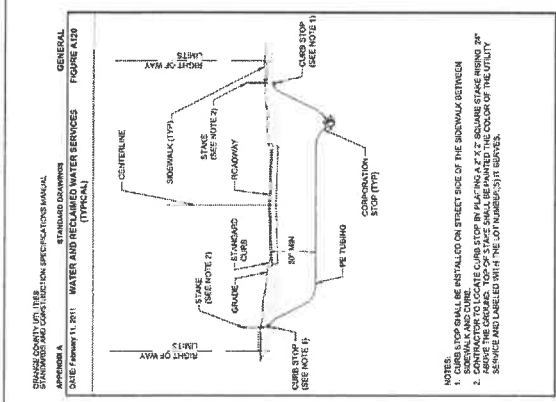 ORANGE COUNTY UTILITIES
STANDARDS AND CONSTRUCTION SPECIFICATIONS MANUAL
APPENDIX A STANDARD DRAWINGS GENERAL
DATE: February 11, 2011 WATER AND RECLAIMED WATER SERVICES FIGURE A120
(TYPICAL)
RIGHT OF WAY
LIMITS
STAKE
(SEE NOTE 2)
GRADE
STANDARD
CURB
CENTERLINE
SIDEWALK (TYP)
STAKE
(SEE NOTE 2)
ROADWAY
RIGHT OF WAY
LIMITS
CURB STOP
(SEE NOTE 1)
30" MIN
PE TUBING
CORPORATION
STOP (TYP)
CURB STOP
(SEE NOTE 1)
NOTES:
1. CURB STOP SHALL BE INSTALLED ON STREET SIDE OF THE SIDEWALK BETWEEN
SIDEWALK AND CURB.
2. CONTRACTOR TO LOCATE CURB STOP BY PLACING A 2" X 2" SQUARE STAKE RISING 24"
ABOVE THE GROUND. TOP OF STAKE SHALL BE PAINTED THE COLOR OF THE UTILITY
SERVICE AND LABELED WITH THE LOT NUMBER(S) IT SERVES.